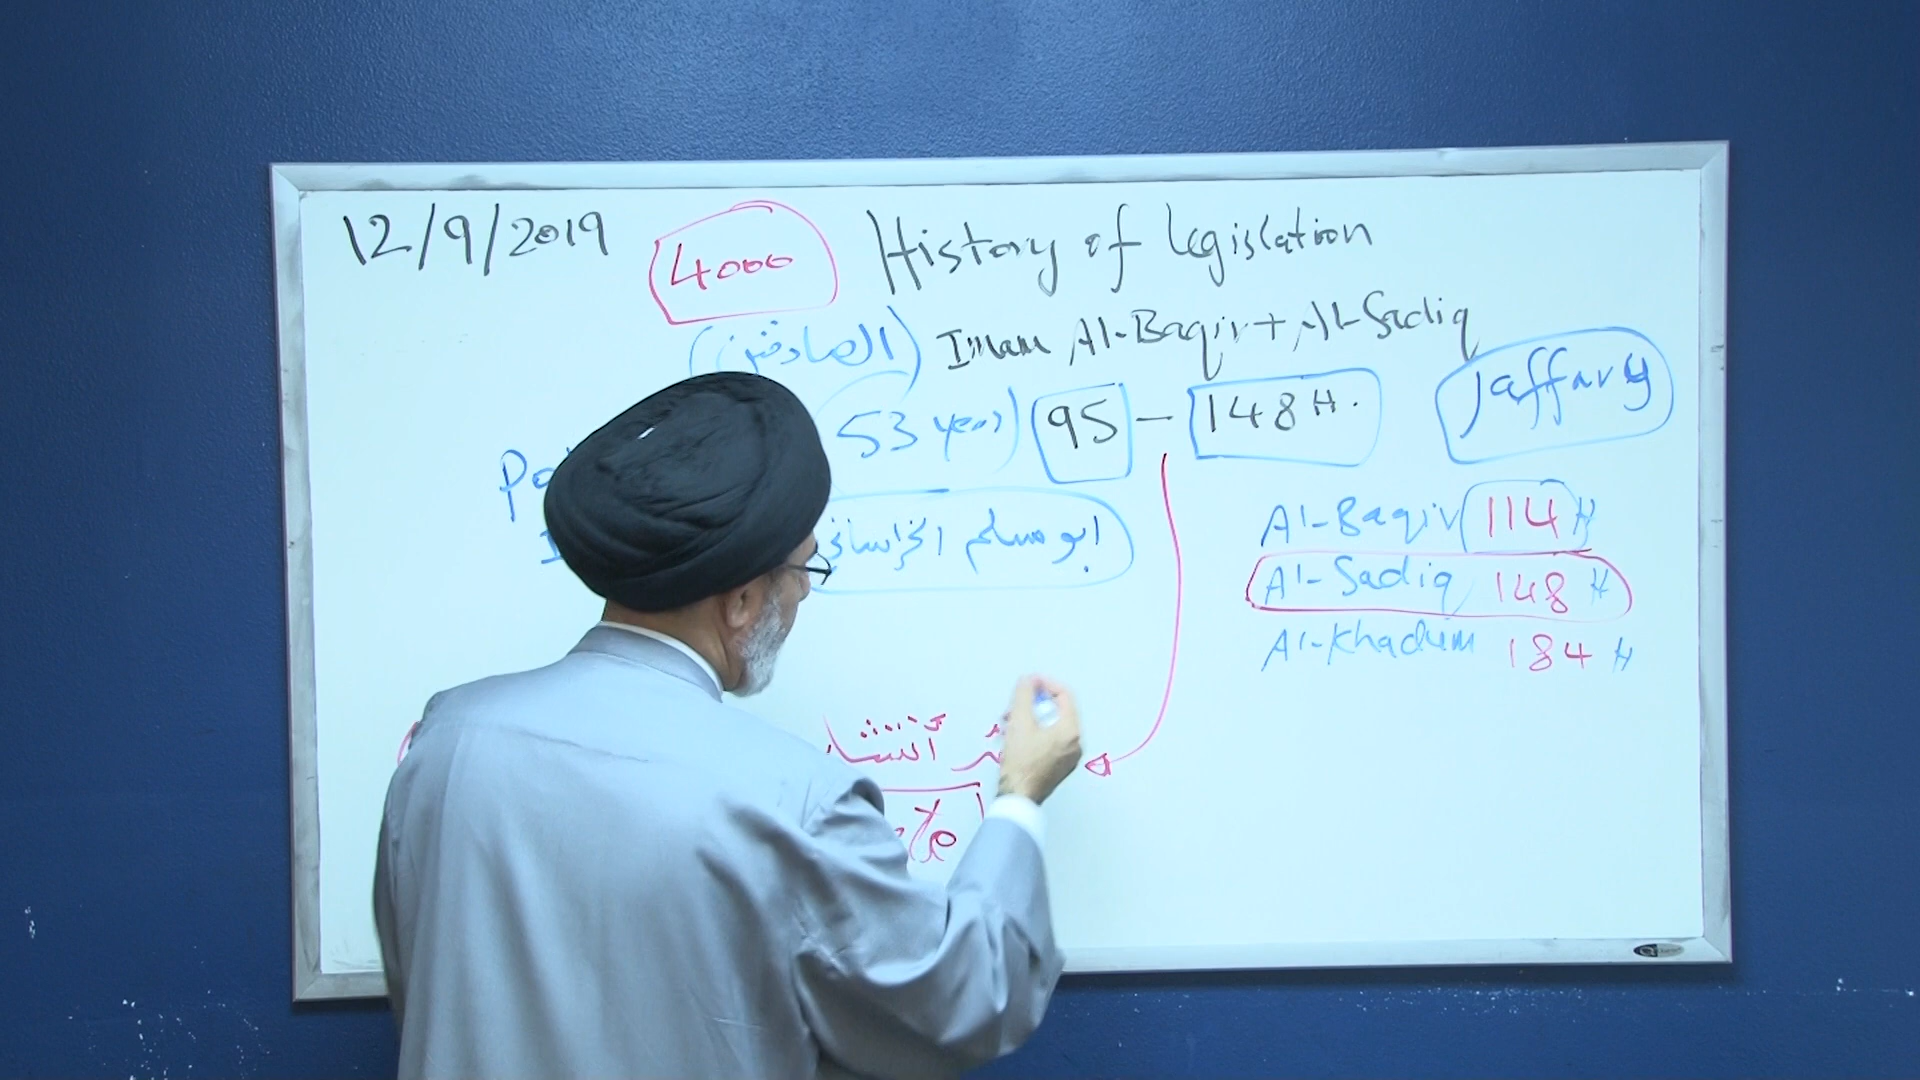 12/9/2019 4000 History of legislation
(الصادقين) Imam Al-Baqir + Al-Sadiq
53 years) 95 - 148 H. Jaffary
ابو مسلم الخراساني
Al-Baqir 114 H
Al-Sadiq 148 H
Al-Khadum 184 H